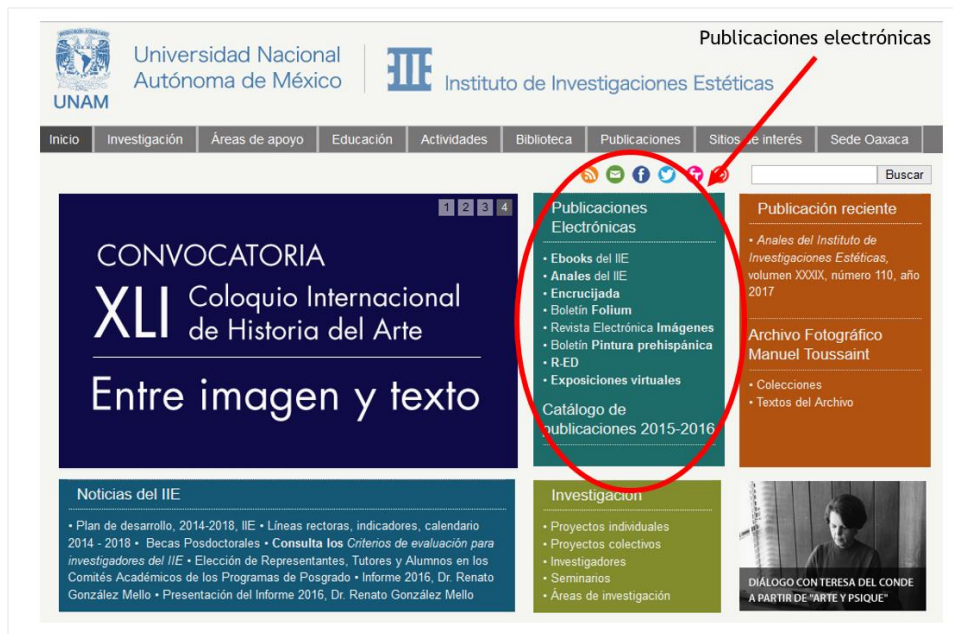 Publicaciones electrónicas
Universidad Nacional
Autónoma de México
UNAM
Instituto de Investigaciones Estéticas
Inicio Investigación Áreas de apoyo Educación Actividades Biblioteca Publicaciones Sitios de interés Sede Oaxaca
Buscar
1 2 3 4
CONVOCATORIA
XLI Coloquio Internacional
de Historia del Arte
Entre imagen y texto
Publicaciones
Electrónicas
• Ebooks del IIE
• Anales del IIE
• Encrucijada
• Boletín Folium
• Revista Electrónica Imágenes
• Boletín Pintura prehispánica
• R-ED
• Exposiciones virtuales
Catálogo de
publicaciones 2015-2016
Publicación reciente
• Anales del Instituto de
Investigaciones Estéticas,
volumen XXXIX, número 110, año
2017
Archivo Fotográfico
Manuel Toussaint
• Colecciones
• Textos del Archivo
Noticias del IIE
• Plan de desarrollo, 2014-2018, IIE • Líneas rectoras, indicadores, calendario
2014 - 2018 • Becas Posdoctorales • Consulta los Criterios de evaluación para
investigadores del IIE • Elección de Representantes, Tutores y Alumnos en los
Comités Académicos de los Programas de Posgrado • Informe 2016, Dr. Renato
González Mello • Presentación del Informe 2016, Dr. Renato González Mello
Investigación
• Proyectos individuales
• Proyectos colectivos
• Investigadores
• Seminarios
• Áreas de investigación
DIÁLOGO CON TERESA DEL CONDE
A PARTIR DE "ARTE Y PSIQUE"